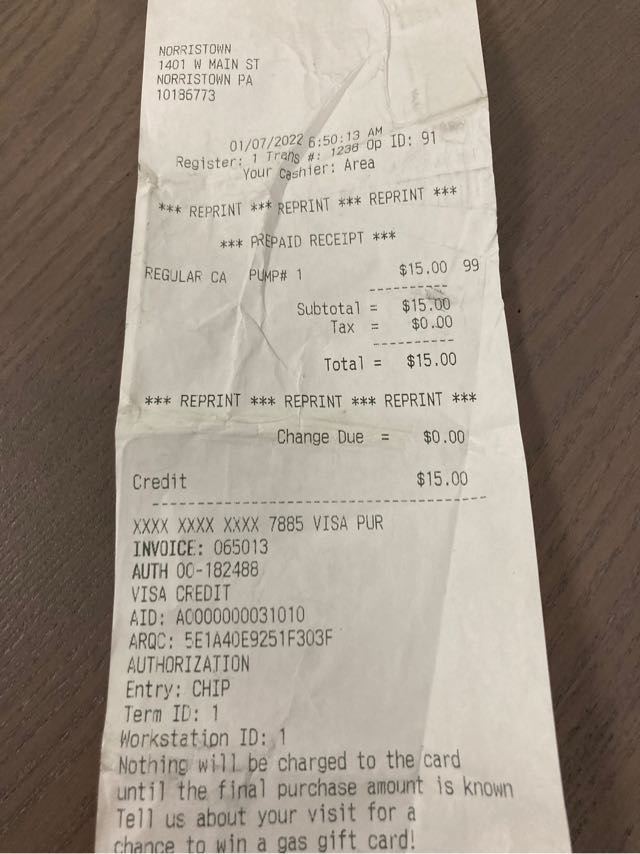 NORRISTOWN
1401 W MAIN ST
NORRISTOWN PA
10186773
01/07/2022 6:50:13 AM
Register: 1 Trans #: 1236 Op ID: 91
Your Cashier: Area
*** REPRINT *** REPRINT *** REPRINT ***
*** PREPAID RECEIPT ***
REGULAR CA PUMP# 1 $15.00 99
Subtotal = $15.00
Tax = $0.00
Total = $15.00
*** REPRINT *** REPRINT *** REPRINT ***
Change Due = $0.00
Credit $15.00
XXXX XXXX XXXX 7885 VISA PUR
INVOICE: 065013
AUTH 00-182488
VISA CREDIT
AID: A0000000031010
ARQC: 5E1A40E9251F303F
AUTHORIZATION
Entry: CHIP
Term ID: 1
Workstation ID: 1
Nothing will be charged to the card
until the final purchase amount is known
Tell us about your visit for a
chance to win a gas gift card!